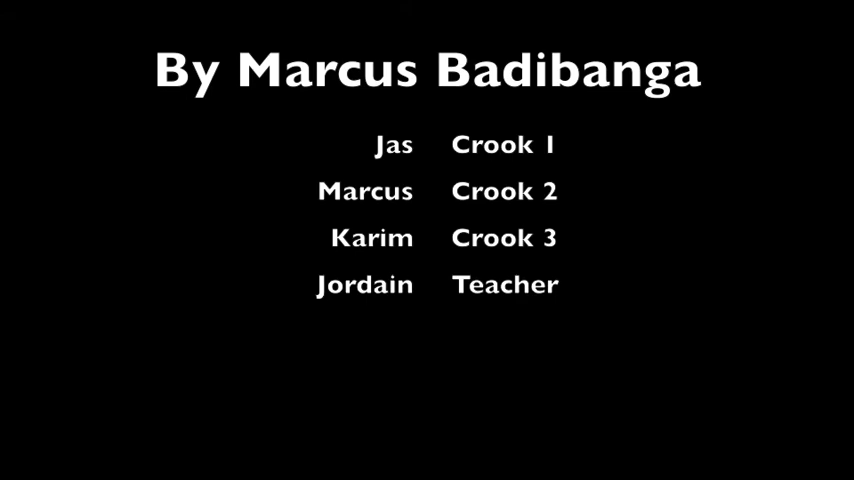 By Marcus Badibanga
Jas Crook 1
Marcus Crook 2
Karim Crook 3
Jordain Teacher